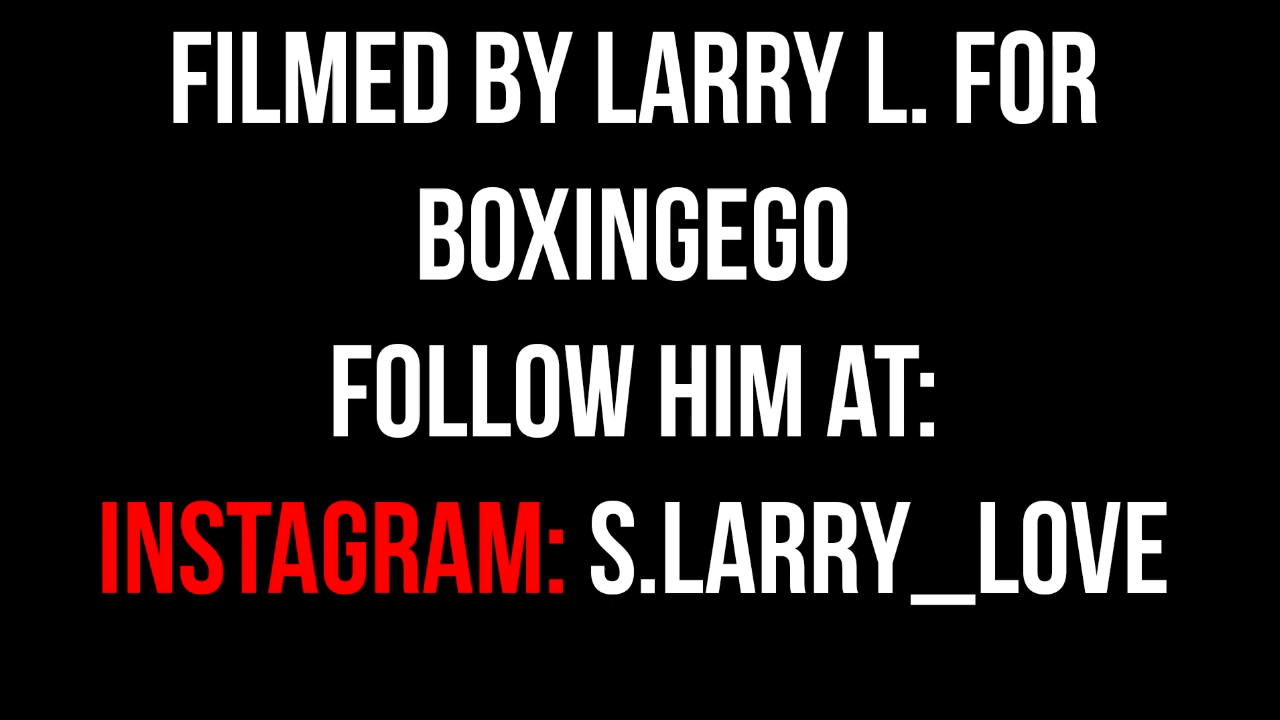 FILMED BY LARRY L. FOR
BOXINGEGO
FOLLOW HIM AT:
INSTAGRAM: S.LARRY_LOVE